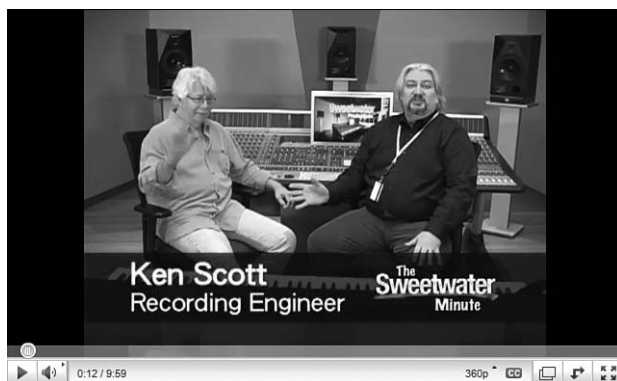 Sweetwater
Ken Scott
Recording Engineer
The
Sweetwater
Minute
0:12 / 9:59
360p
CC